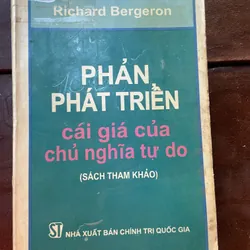 Richard Bergeron
PHẢN
PHÁT TRIỂN
cái giá của
chủ nghĩa tự do
(SÁCH THAM KHẢO)
ST NHÀ XUẤT BẢN CHÍNH TRỊ QUỐC GIA